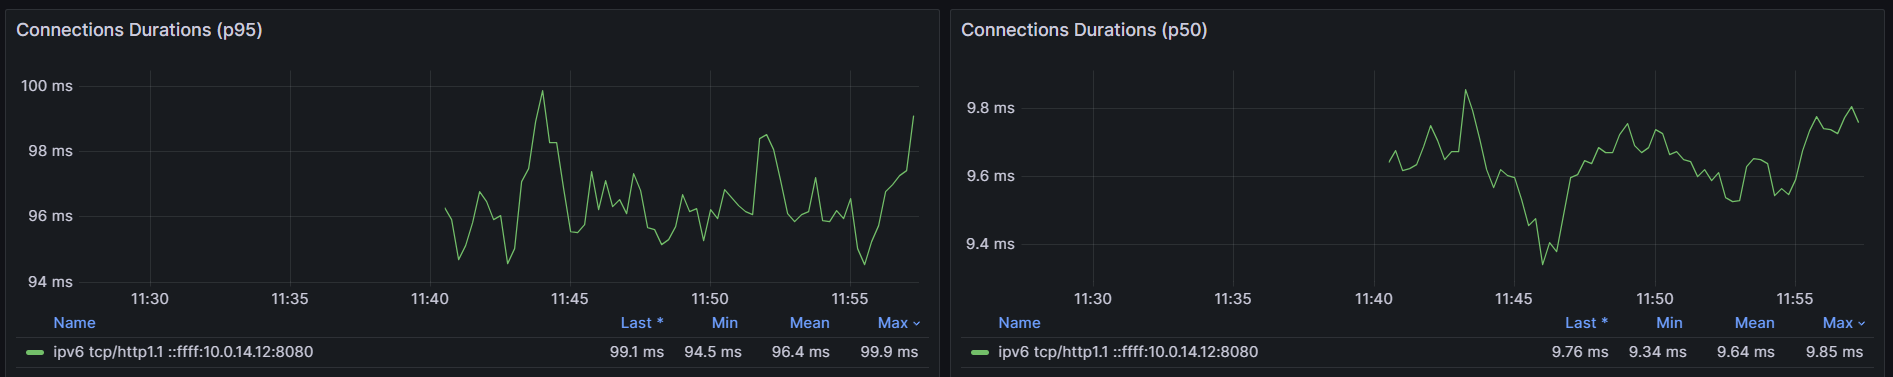 Connections Durations (p95)
100 ms
98 ms
96 ms
94 ms
11:30 11:35 11:40 11:45 11:50 11:55
Name Last * Min Mean Max
ipv6 tcp/http1.1 ::ffff:10.0.14.12:8080 99.1 ms 94.5 ms 96.4 ms 99.9 ms
Connections Durations (p50)
9.8 ms
9.6 ms
9.4 ms
11:30 11:35 11:40 11:45 11:50 11:55
Name Last * Min Mean Max
ipv6 tcp/http1.1 ::ffff:10.0.14.12:8080 9.76 ms 9.34 ms 9.64 ms 9.85 ms